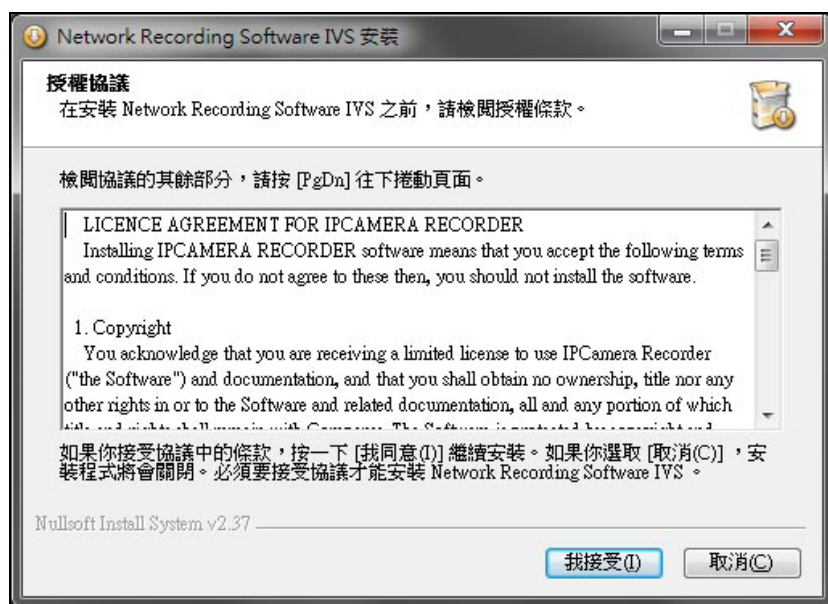 Network Recording Software IVS 安裝
授權協議
在安裝 Network Recording Software IVS 之前,請檢閱授權條款。
檢閱協議的其餘部分,請按 [PgDn] 往下捲動頁面。
LICENCE AGREEMENT FOR IPCAMERA RECORDER
Installing IPCAMERA RECORDER software means that you accept the following terms
and conditions. If you do not agree to these then, you should not install the software.
1. Copyright
You acknowledge that you are receiving a limited license to use IPCamera Recorder
("the Software") and documentation, and that you shall obtain no ownership, title nor any
other rights in or to the Software and related documentation, all and any portion of which
如果你接受協議中的條款,按一下 [我同意(I)] 繼續安裝。如果你選取 [取消(C)] ,安
裝程式將會關閉。必須要接受協議才能安裝 Network Recording Software IVS 。
Nullsoft Install System v2.37
我接受(I)
取消(C)